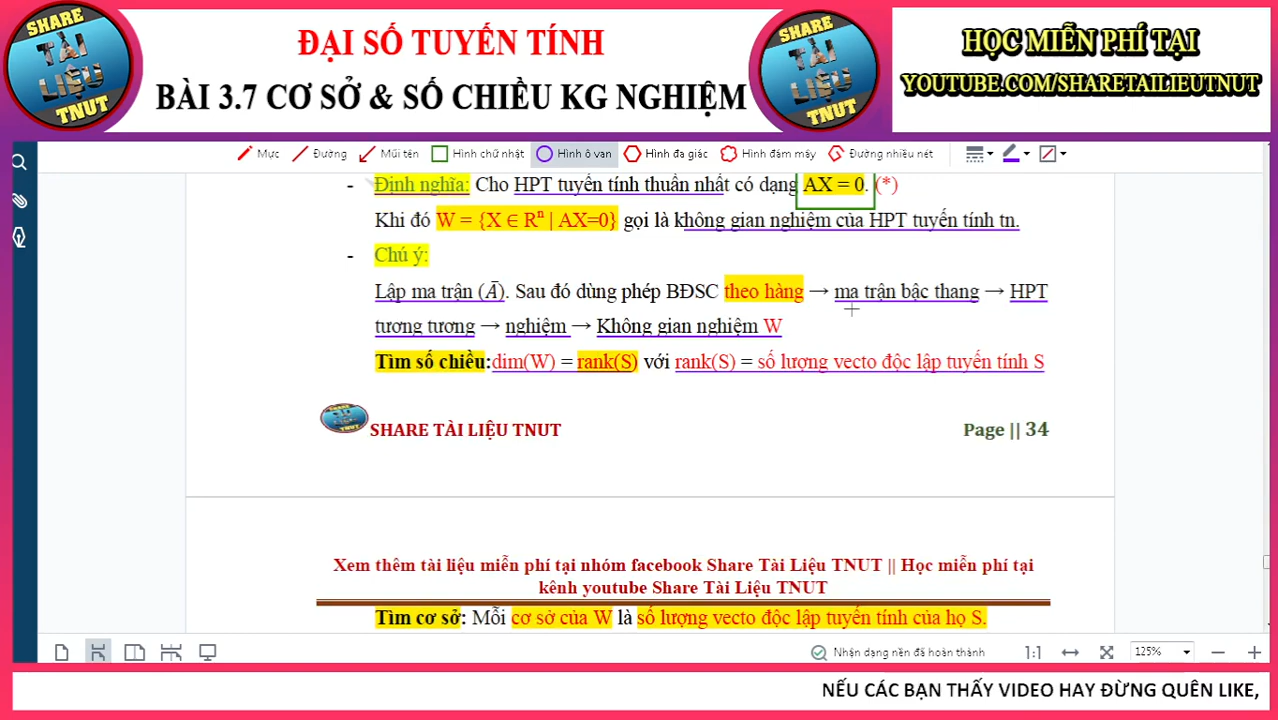 SHARE
TÀI
LIỆU
TNUT
ĐẠI SỐ TUYẾN TÍNH
BÀI 3.7 CƠ SỞ & SỐ CHIỀU KG NGHIỆM
SHARE
TÀI
LIỆU
TNUT
HỌC MIỄN PHÍ TẠI
YOUTUBE.COM/SHARETAILIEUTNUT
Mực Đường Mũi tên Hình chữ nhật Hình ô van Hình đa giác Hình đám mây Đường nhiều nét
- Định nghĩa: Cho HPT tuyến tính thuần nhất có dạng AX = 0. (*)
Khi đó W = {X ∈ Rⁿ | AX=0} gọi là không gian nghiệm của HPT tuyến tính tn.
- Chú ý:
Lập ma trận (Ā). Sau đó dùng phép BĐSC theo hàng → ma trận bậc thang → HPT
tương tương → nghiệm → Không gian nghiệm W
Tìm số chiều:dim(W) = rank(S) với rank(S) = số lượng vecto độc lập tuyến tính S
SHARE TÀI LIỆU TNUT Page || 34
Xem thêm tài liệu miễn phí tại nhóm facebook Share Tài Liệu TNUT || Học miễn phí tại
kênh youtube Share Tài Liệu TNUT
Tìm cơ sở: Mỗi cơ sở của W là số lượng vecto độc lập tuyến tính của họ S.
Nhận dạng nền đã hoàn thành 1:1 125%
NẾU CÁC BẠN THẤY VIDEO HAY ĐỪNG QUÊN LIKE,